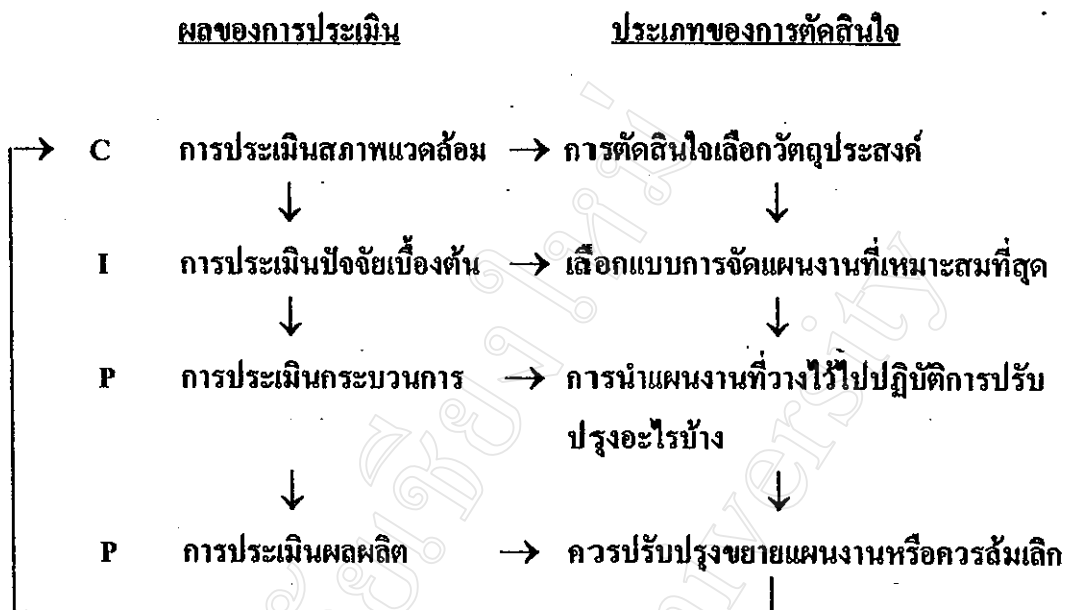 ผลของการประเมิน ประเภทของการตัดสินใจ
C การประเมินสภาพแวดล้อม → การตัดสินใจเลือกวัตถุประสงค์
I การประเมินปัจจัยเบื้องต้น → เลือกแบบการจัดแผนงานที่เหมาะสมที่สุด
P การประเมินกระบวนการ → การนำแผนงานที่วางไว้ไปปฏิบัติการปรับ
ปรุงอะไรบ้าง
P การประเมินผลผลิต → ควรปรับปรุงขยายแผนงานหรือควรล้มเลิก